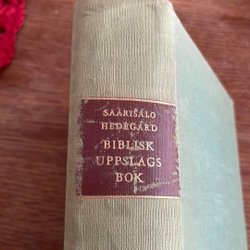 SAARISALO
HEDEGÅRD
BIBLISK
UPPSLAGS
BOK